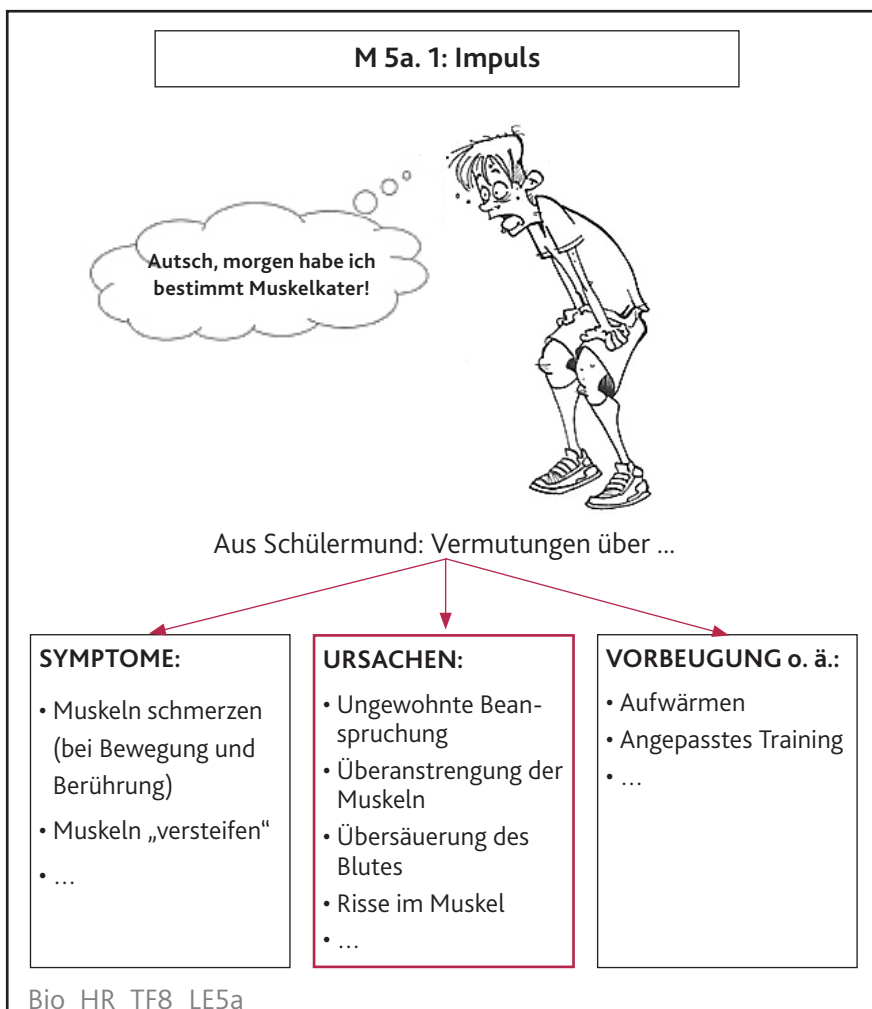 M 5a. 1: Impuls
Autsch, morgen habe ich
bestimmt Muskelkater!
Aus Schülermund: Vermutungen über ...
SYMPTOME:
• Muskeln schmerzen
(bei Bewegung und
Berührung)
• Muskeln „versteifen“
• …
URSACHEN:
• Ungewohnte Bean-
spruchung
• Überanstrengung der
Muskeln
• Übersäuerung des
Blutes
• Risse im Muskel
• …
VORBEUGUNG o. ä.:
• Aufwärmen
• Angepasstes Training
• …
Bio_HR_TF8_LE5a